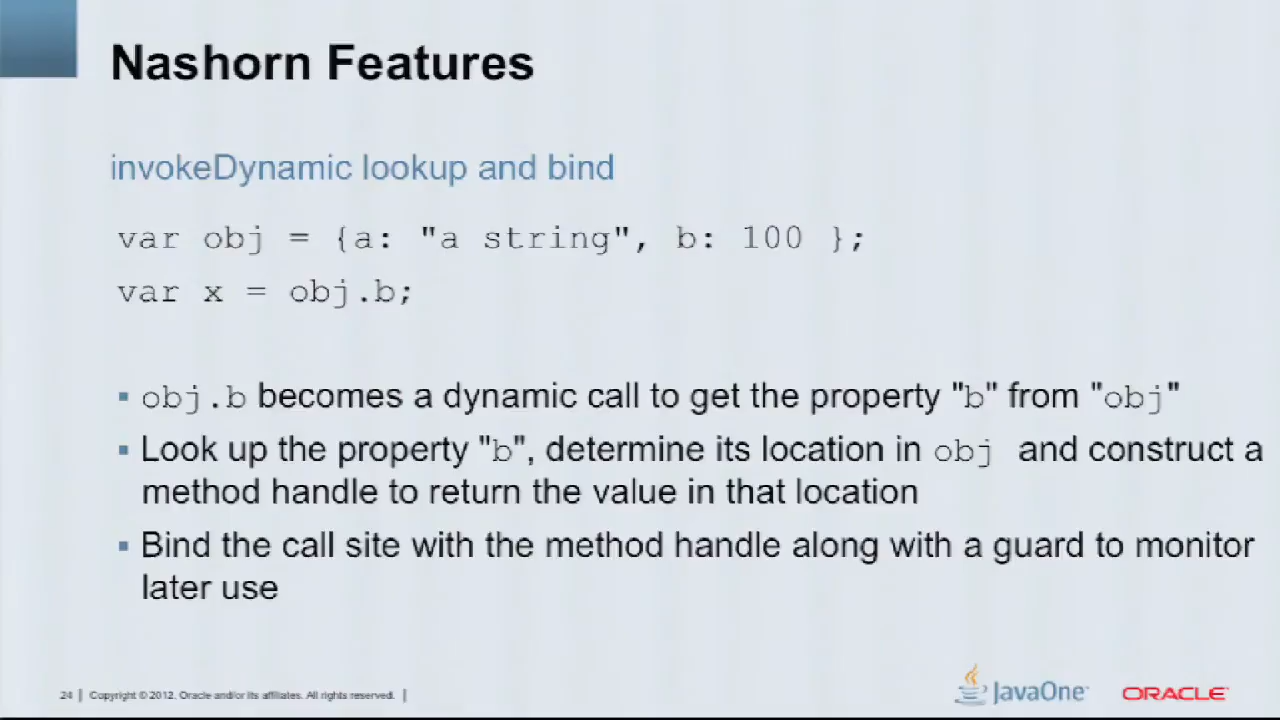 Nashorn Features
invokeDynamic lookup and bind
var obj = {a: "a string", b: 100 };
var x = obj.b;
▪ obj.b becomes a dynamic call to get the property "b" from "obj"
▪ Look up the property "b", determine its location in obj and construct a
method handle to return the value in that location
▪ Bind the call site with the method handle along with a guard to monitor
later use
24 | Copyright © 2012, Oracle and/or its affiliates. All rights reserved. |
JavaOne
ORACLE